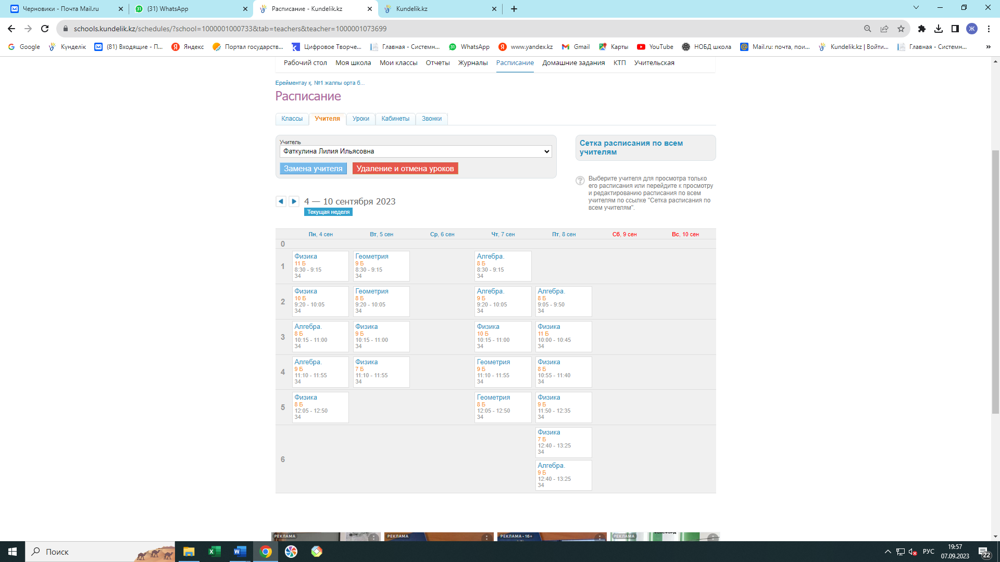 Черновики - Почта Mail.ru
(31) WhatsApp
Расписание - Kundelik.kz
Kundelik.kz
schools.kundelik.kz/schedules/?school=1000001000733&tab=teachers&teacher=1000001073699
Ж
Google
Күнделік
(81) Входящие - П...
Яндекс
Портал государств...
Цифровое Творче...
Главная - Системн...
WhatsApp
www.yandex.kz
Gmail
Карты
YouTube
НОБД школа
Mail.ru: почта, пои...
Kundelik.kz | Войти...
Главная - Системн...
Рабочий стол Моя школа Мои классы Отчеты Журналы Расписание Домашние задания КТП Учительская
Ерейментау қ. №1 жалпы орта б...
Расписание
Классы Учителя Уроки Кабинеты Звонки
Учитель
Фаткулина Лилия Ильясовна
Замена учителя Удаление и отмена уроков
Сетка расписания по всем
учителям
Выберите учителя для просмотра только
его расписания или перейдите к просмотру
и редактированию расписания по всем
учителям по ссылке "Сетка расписания по
всем учителям".
4 — 10 сентября 2023
Текущая неделя
Пн, 4 сен Вт, 5 сен Ср, 6 сен Чт, 7 сен Пт, 8 сен Сб, 9 сен Вс, 10 сен
0
1
Физика
11 Б
8:30 - 9:15
34
Геометрия
9 Б
8:30 - 9:15
34
Алгебра.
8 Б
8:30 - 9:15
34
2
Физика
10 Б
9:20 - 10:05
34
Геометрия
8 Б
9:20 - 10:05
34
Алгебра.
9 Б
9:20 - 10:05
34
Алгебра.
8 Б
9:05 - 9:50
34
3
Алгебра.
8 Б
10:15 - 11:00
34
Физика
9 Б
10:15 - 11:00
34
Физика
10 Б
10:15 - 11:00
34
Физика
11 Б
10:00 - 10:45
34
4
Алгебра.
9 Б
11:10 - 11:55
34
Физика
7 Б
11:10 - 11:55
34
Геометрия
9 Б
11:10 - 11:55
34
Физика
8 Б
10:55 - 11:40
34
5
Физика
8 Б
12:05 - 12:50
34
Геометрия
8 Б
12:05 - 12:50
34
Физика
9 Б
11:50 - 12:35
34
6
Физика
7 Б
12:40 - 13:25
34
Алгебра.
9 Б
12:40 - 13:25
34
РЕКЛАМА
РЕКЛАМА
РЕКЛАМА • 16+
РЕКЛАМА
Поиск
РУС
19:57
07.09.2023
22